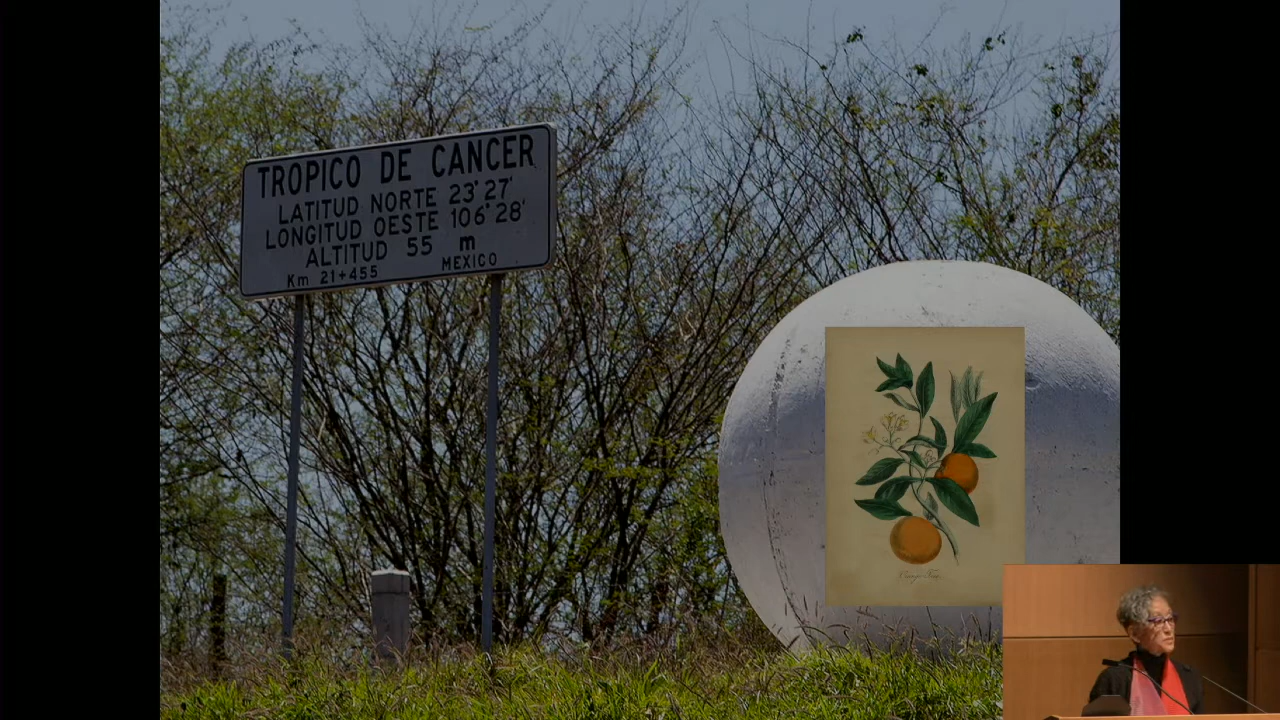 TROPICO DE CANCER
LATITUD NORTE 23° 27'
LONGITUD OESTE 106° 28'
ALTITUD 55 m
Km 21+455 MEXICO